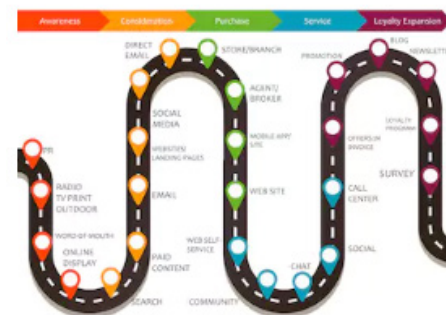 Awareness
Consideration
Purchase
Service
Loyalty Expansion
PR
RADIO
TV PRINT
OUTDOOR
WORD OF MOUTH
ONLINE
DISPLAY
SEARCH
PAID
CONTENT
EMAIL
WEBSITES/
LANDING PAGES
SOCIAL
MEDIA
DIRECT
EMAIL
STORE/BRANCH
AGENT/
BROKER
MOBILE APP/
SITE
WEB SITE
WEB SELF-
SERVICE
COMMUNITY
CHAT
SOCIAL
CALL
CENTER
OFFERS IN
INVOICE
PROMOTION
BLOG
NEWSLETTE
LOYALTY
PROGRAM
SURVEY